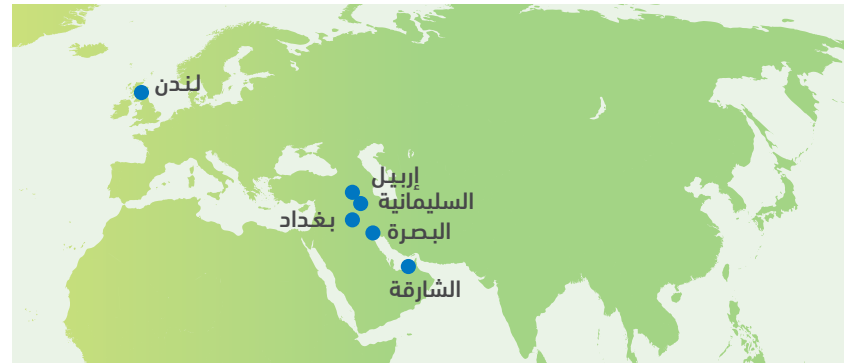 لندن
إربيل
السليمانية
بغداد
البصرة
الشارقة